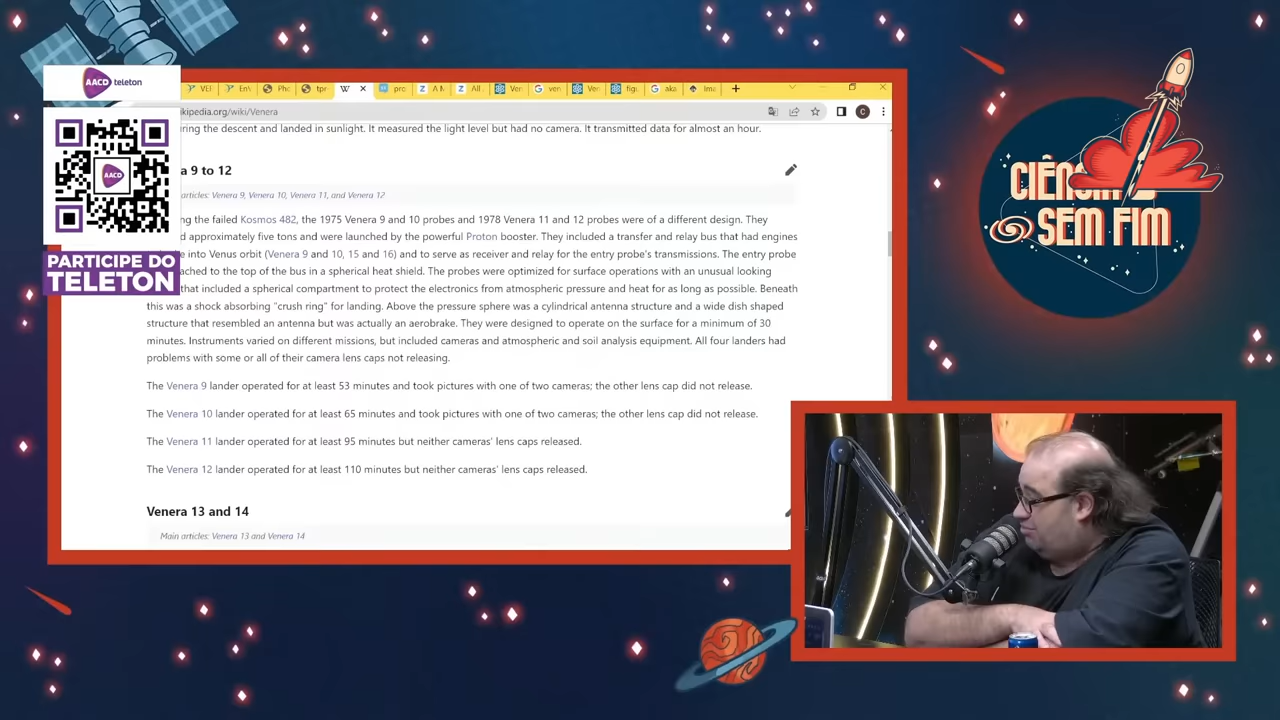 AACD teleton
AACD
PARTICIPE DO
TELETON
kipedia.org/wiki/Venera
ring the descent and landed in sunlight. It measured the light level but had no camera. It transmitted data for almost an hour.
a 9 to 12
articles: Venera 9, Venera 10, Venera 11, and Venera 12
ng the failed Kosmos 482, the 1975 Venera 9 and 10 probes and 1978 Venera 11 and 12 probes were of a different design. They
d approximately five tons and were launched by the powerful Proton booster. They included a transfer and relay bus that had engines
into Venus orbit (Venera 9 and 10, 15 and 16) and to serve as receiver and relay for the entry probe's transmissions. The entry probe
ached to the top of the bus in a spherical heat shield. The probes were optimized for surface operations with an unusual looking
that included a spherical compartment to protect the electronics from atmospheric pressure and heat for as long as possible. Beneath
this was a shock absorbing "crush ring" for landing. Above the pressure sphere was a cylindrical antenna structure and a wide dish shaped
structure that resembled an antenna but was actually an aerobrake. They were designed to operate on the surface for a minimum of 30
minutes. Instruments varied on different missions, but included cameras and atmospheric and soil analysis equipment. All four landers had
problems with some or all of their camera lens caps not releasing.
The Venera 9 lander operated for at least 53 minutes and took pictures with one of two cameras; the other lens cap did not release.
The Venera 10 lander operated for at least 65 minutes and took pictures with one of two cameras; the other lens cap did not release.
The Venera 11 lander operated for at least 95 minutes but neither cameras' lens caps released.
The Venera 12 lander operated for at least 110 minutes but neither cameras' lens caps released.
Venera 13 and 14
Main articles: Venera 13 and Venera 14
SEM FIM